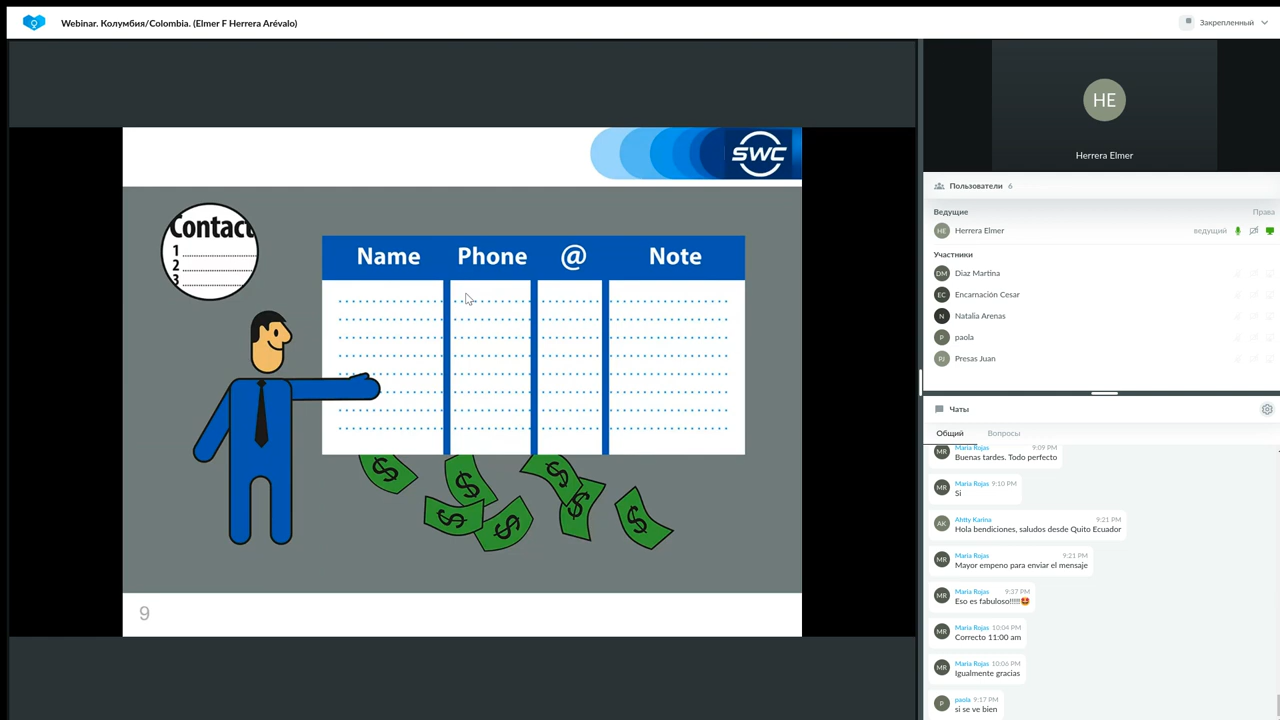 Webinar. Колумбия/Colombia. (Elmer F Herrera Arévalo)
Закрепленный
SWC
Contact
1
2
3
Name Phone @ Note
$ $ $ $ $ $ $
9
HE
Herrera Elmer
Пользователи 6
Ведущие Права
Herrera Elmer ведущий
Участники
DM Diaz Martina
EC Encarnación Cesar
N Natalia Arenas
P paola
PJ Presas Juan
Чаты
Общий Вопросы
MR Maria Rojas 9:09 PM
Buenas tardes. Todo perfecto
MR Maria Rojas 9:10 PM
Si
AK Ahtty Karina 9:21 PM
Hola bendiciones, saludos desde Quito Ecuador
MR Maria Rojas 9:21 PM
Mayor empeno para enviar el mensaje
MR Maria Rojas 9:37 PM
Eso es fabuloso!!!!!🤩
MR Maria Rojas 10:04 PM
Correcto 11:00 am
MR Maria Rojas 10:06 PM
Igualmente gracias
P paola 9:17 PM
si se ve bien